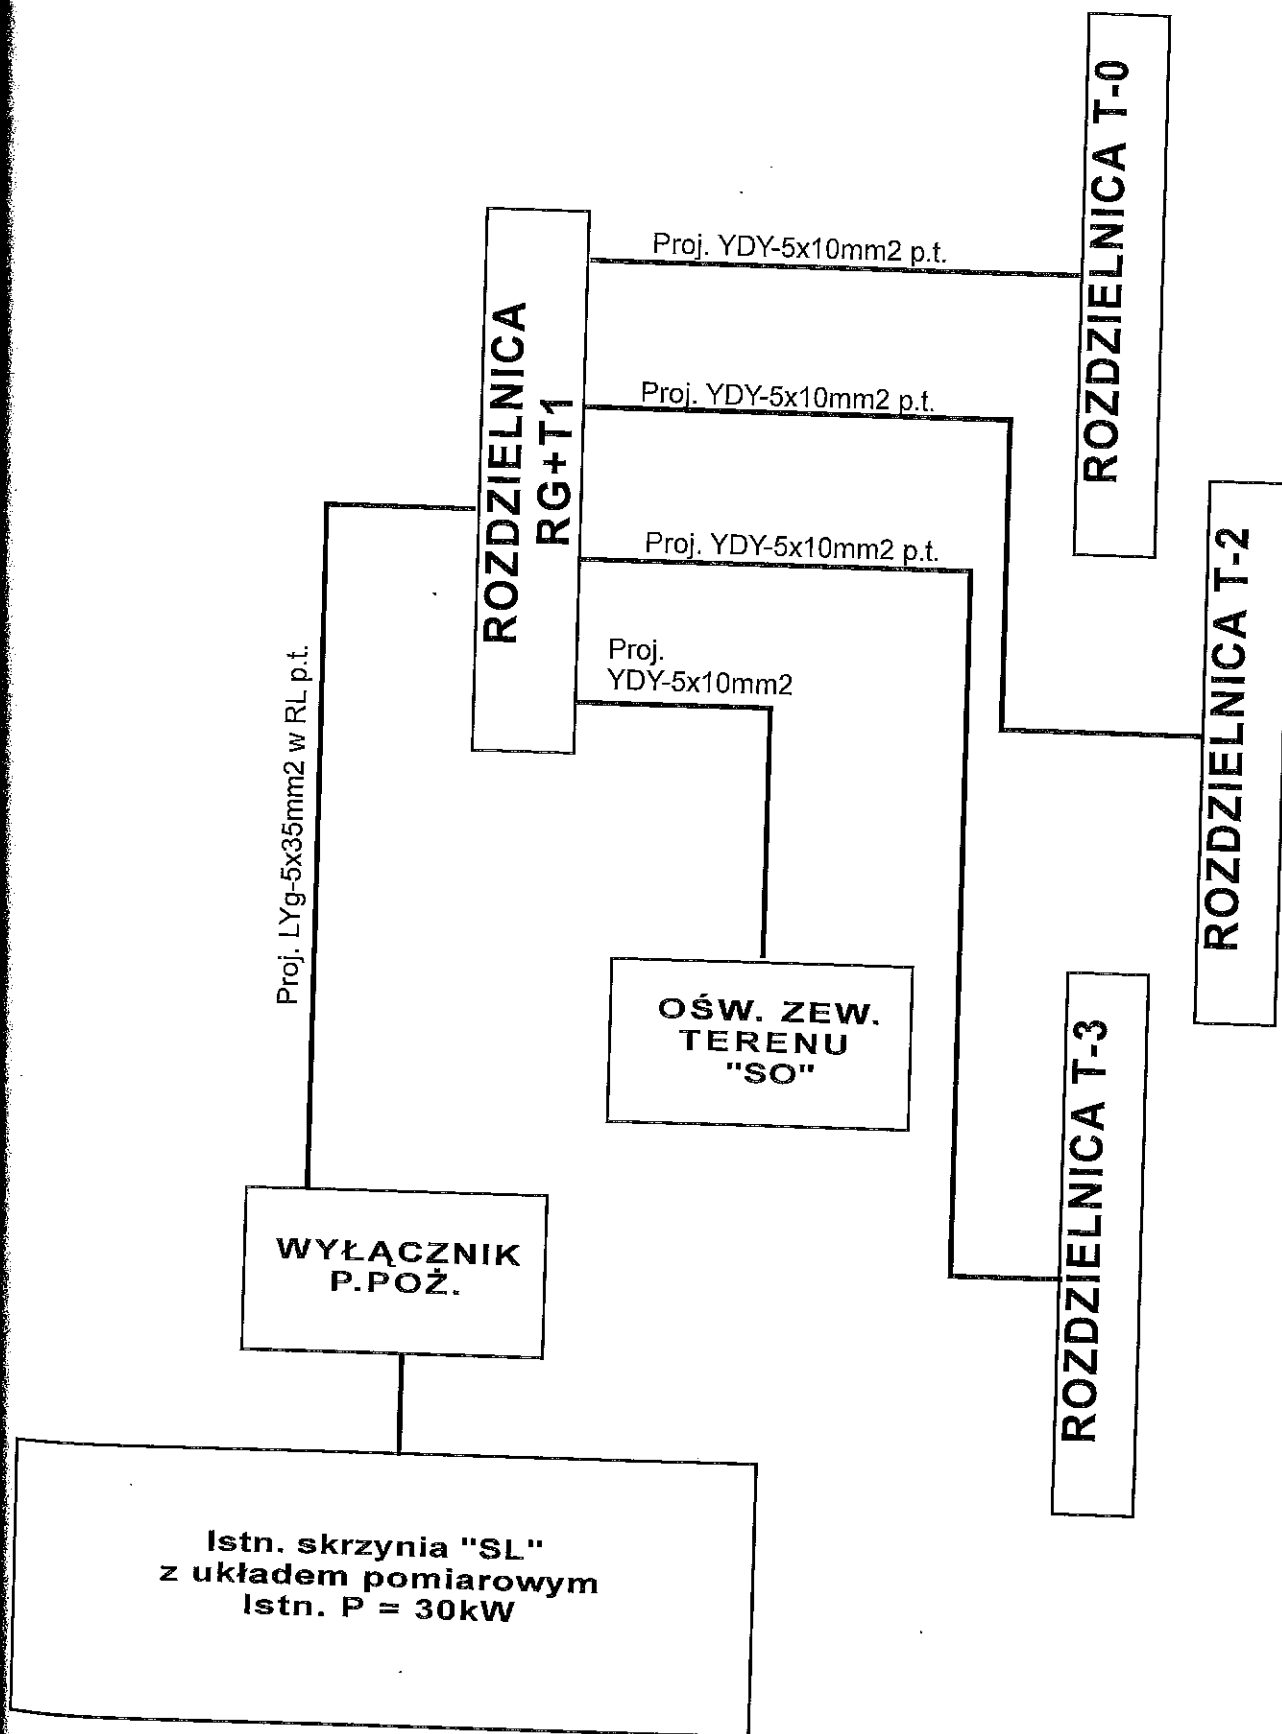 ROZDZIELNICA T-0
Proj. YDY-5x10mm2 p.t.
ROZDZIELNICA
RG+T1
Proj. YDY-5x10mm2 p.t.
ROZDZIELNICA T-2
Proj. YDY-5x10mm2 p.t.
Proj.
YDY-5x10mm2
Proj. LYg-5x35mm2 w RL p.t.
OŚW. ZEW.
TERENU
"SO"
ROZDZIELNICA T-3
WYŁĄCZNIK
P.POŻ.
Istn. skrzynia "SL"
z układem pomiarowym
Istn. P = 30kW